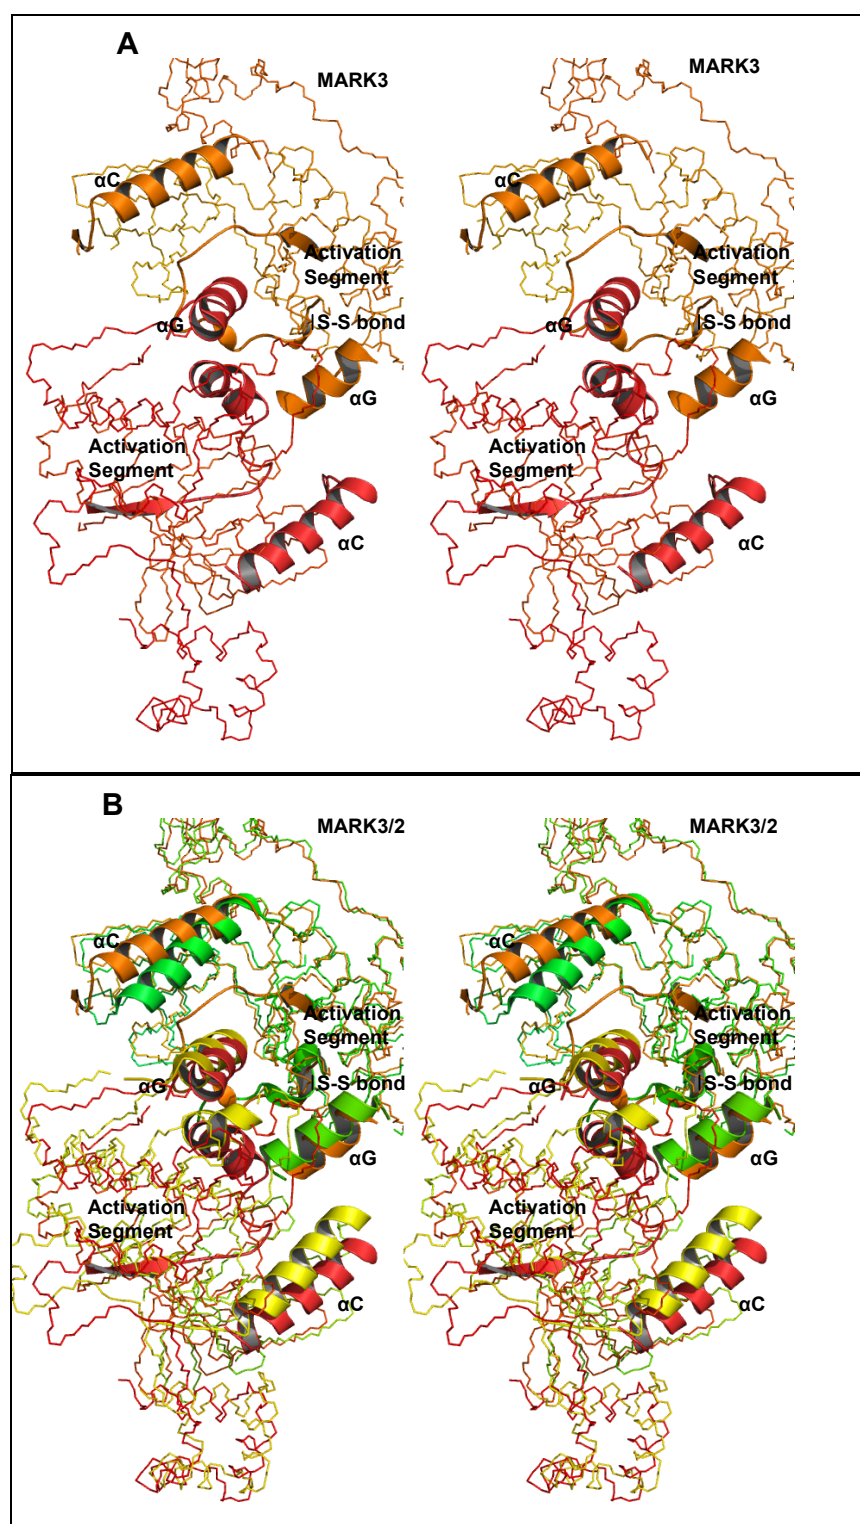 A
MARK3
MARK3
αC
αC
Activation
Segment
Activation
Segment
S-S bond
S-S bond
αG
αG
αG
αG
Activation
Segment
Activation
Segment
αC
αC
B
MARK3/2
MARK3/2
αC
αC
Activation
Segment
Activation
Segment
S-S bond
S-S bond
αG
αG
αG
αG
Activation
Segment
Activation
Segment
αC
αC